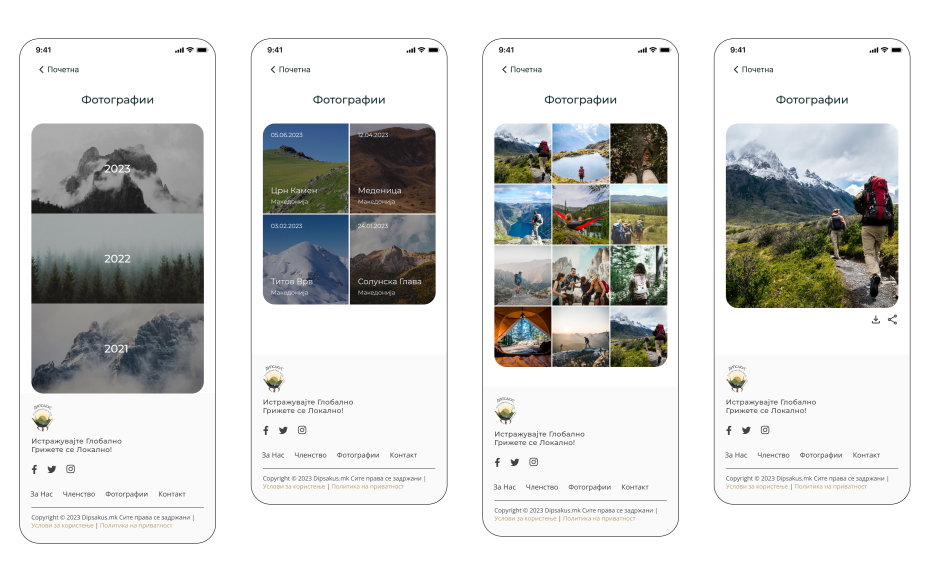 9:41
Почетна
Фотографии
2023
2022
2021
ДИПСАКУС
Истражувајте Глобално
Грижете се Локално!
За Нас Членство Фотографии Контакт
Copyright © 2023 Dipsakus.mk Сите права се задржани |
Услови за користење | Политика на приватност
9:41
Почетна
Фотографии
05.06.2023
12.04.2023
Црн Камен
Македонија
Меденица
Македонија
03.02.2023
24.01.2023
Титов Врв
Македонија
Солунска Глава
Македонија
ДИПСАКУС
Истражувајте Глобално
Грижете се Локално!
За Нас Членство Фотографии Контакт
Copyright © 2023 Dipsakus.mk Сите права се задржани |
Услови за користење | Политика на приватност
9:41
Почетна
Фотографии
ДИПСАКУС
Истражувајте Глобално
Грижете се Локално!
За Нас Членство Фотографии Контакт
Copyright © 2023 Dipsakus.mk Сите права се задржани |
Услови за користење | Политика на приватност
9:41
Почетна
Фотографии
ДИПСАКУС
Истражувајте Глобално
Грижете се Локално!
За Нас Членство Фотографии Контакт
Copyright © 2023 Dipsakus.mk Сите права се задржани |
Услови за користење | Политика на приватност